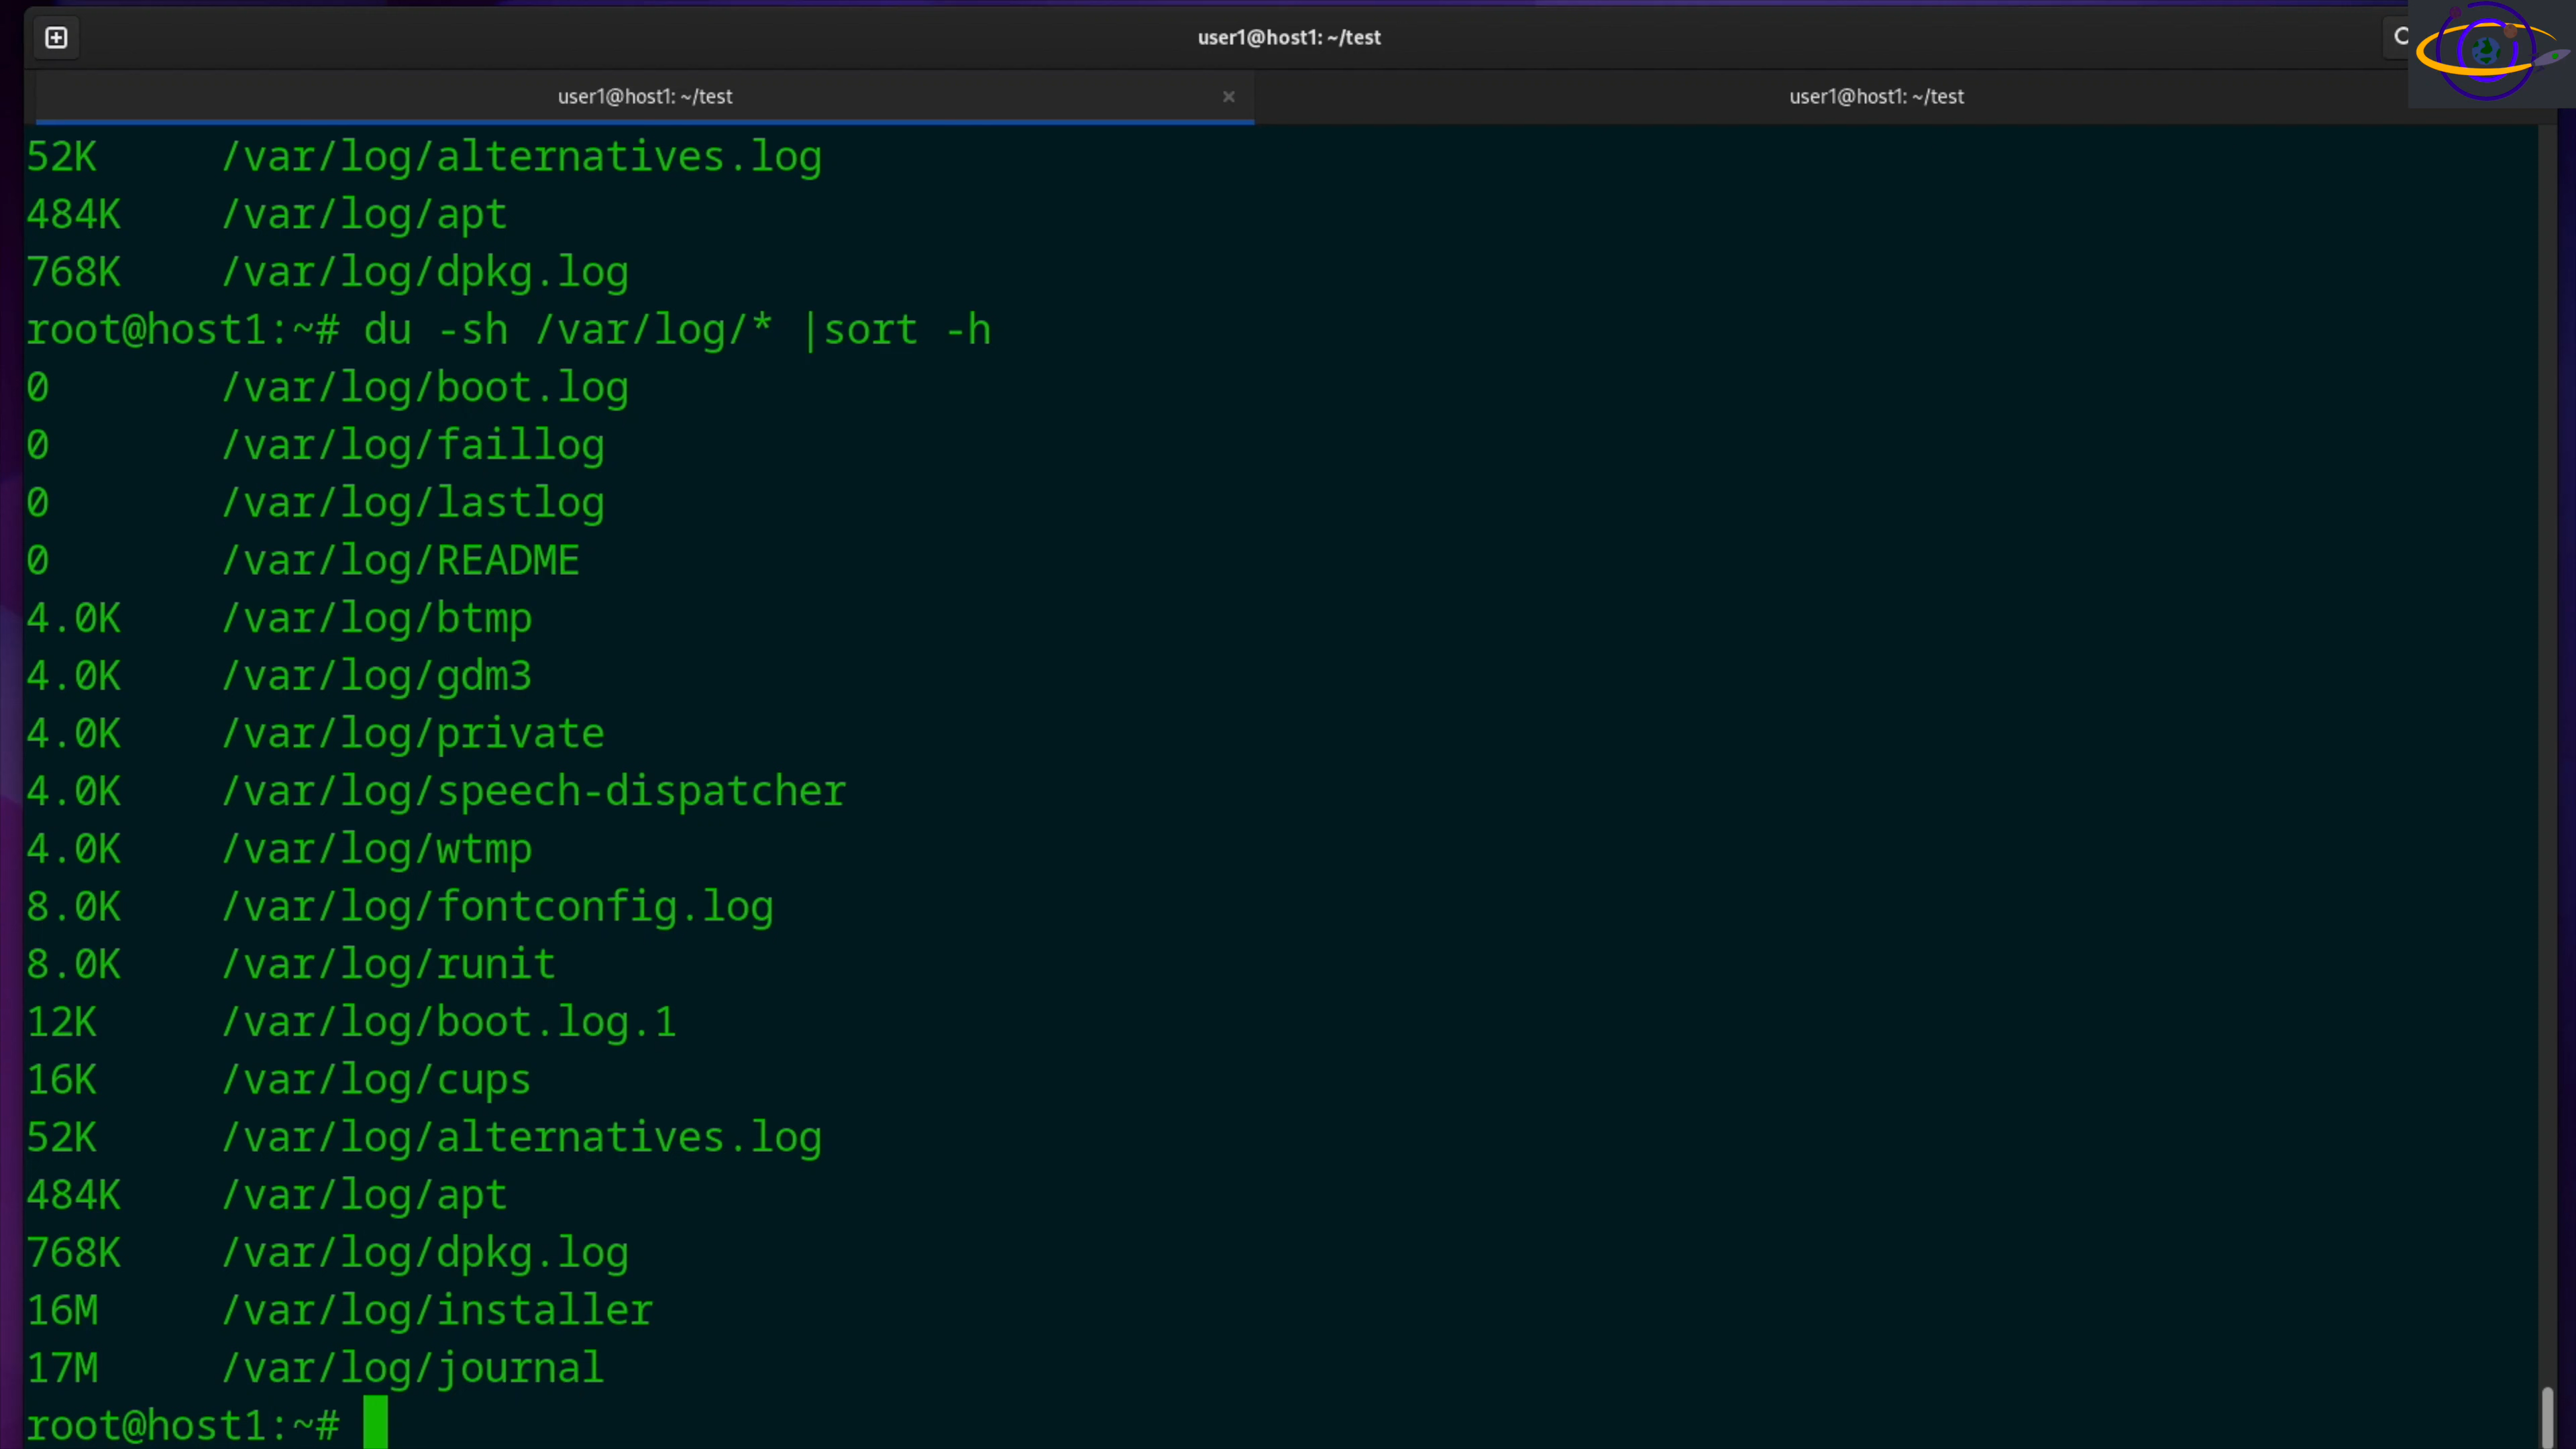 user1@host1: ~/test
user1@host1: ~/test
user1@host1: ~/test
52K /var/log/alternatives.log
484K /var/log/apt
768K /var/log/dpkg.log
root@host1:~# du -sh /var/log/* |sort -h
0 /var/log/boot.log
0 /var/log/faillog
0 /var/log/lastlog
0 /var/log/README
4.0K /var/log/btmp
4.0K /var/log/gdm3
4.0K /var/log/private
4.0K /var/log/speech-dispatcher
4.0K /var/log/wtmp
8.0K /var/log/fontconfig.log
8.0K /var/log/runit
12K /var/log/boot.log.1
16K /var/log/cups
52K /var/log/alternatives.log
484K /var/log/apt
768K /var/log/dpkg.log
16M /var/log/installer
17M /var/log/journal
root@host1:~#